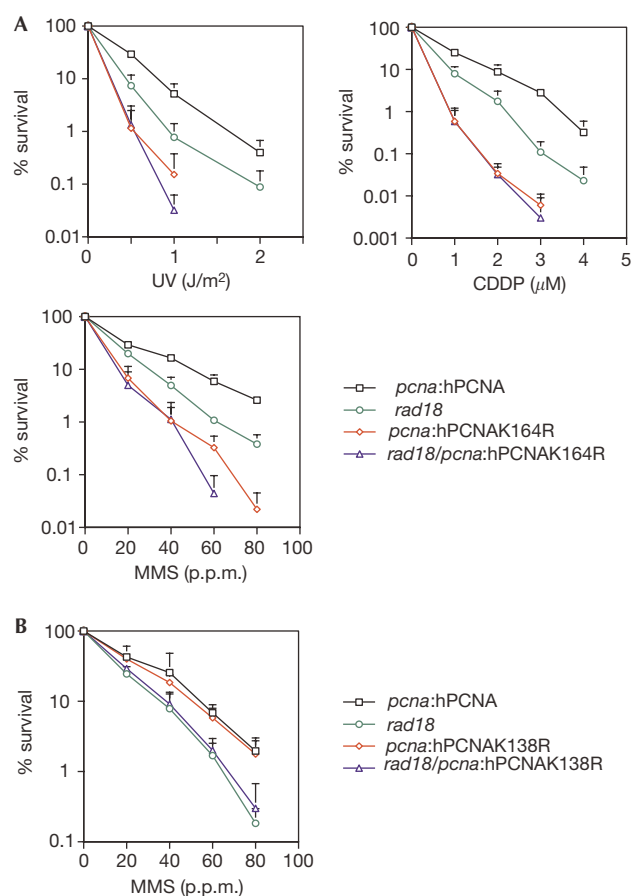 A
100
10
1
0.1
0.01
% survival
0 1 2
UV (J/m²)
100
10
1
0.1
0.01
0.001
% survival
0 1 2 3 4 5
CDDP (μM)
100
10
1
0.1
0.01
% survival
0 20 40 60 80 100
MMS (p.p.m.)
pcna:hPCNA
rad18
pcna:hPCNAK164R
rad18/pcna:hPCNAK164R
B
100
10
1
0.1
% survival
0 20 40 60 80 100
MMS (p.p.m.)
pcna:hPCNA
rad18
pcna:hPCNAK138R
rad18/pcna:hPCNAK138R